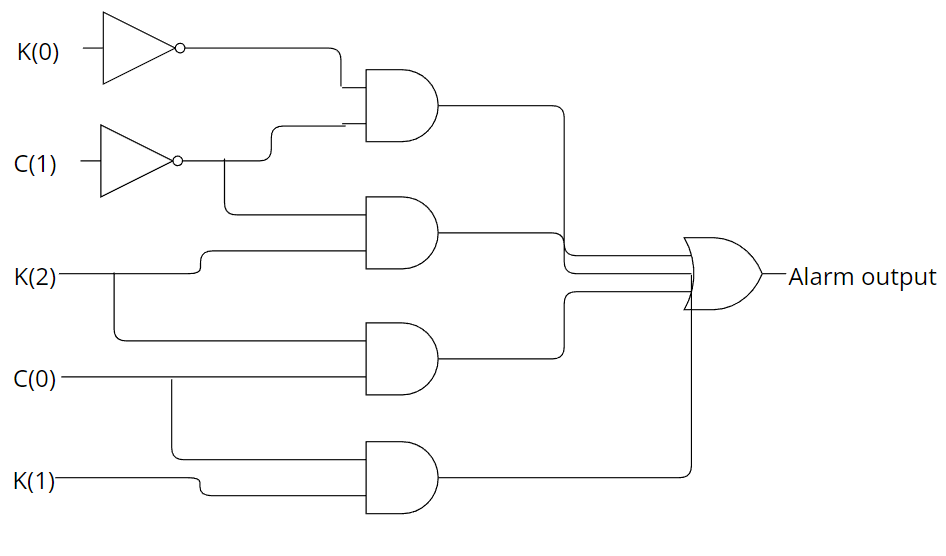 K(0)
C(1)
K(2)
Alarm output
C(0)
K(1)